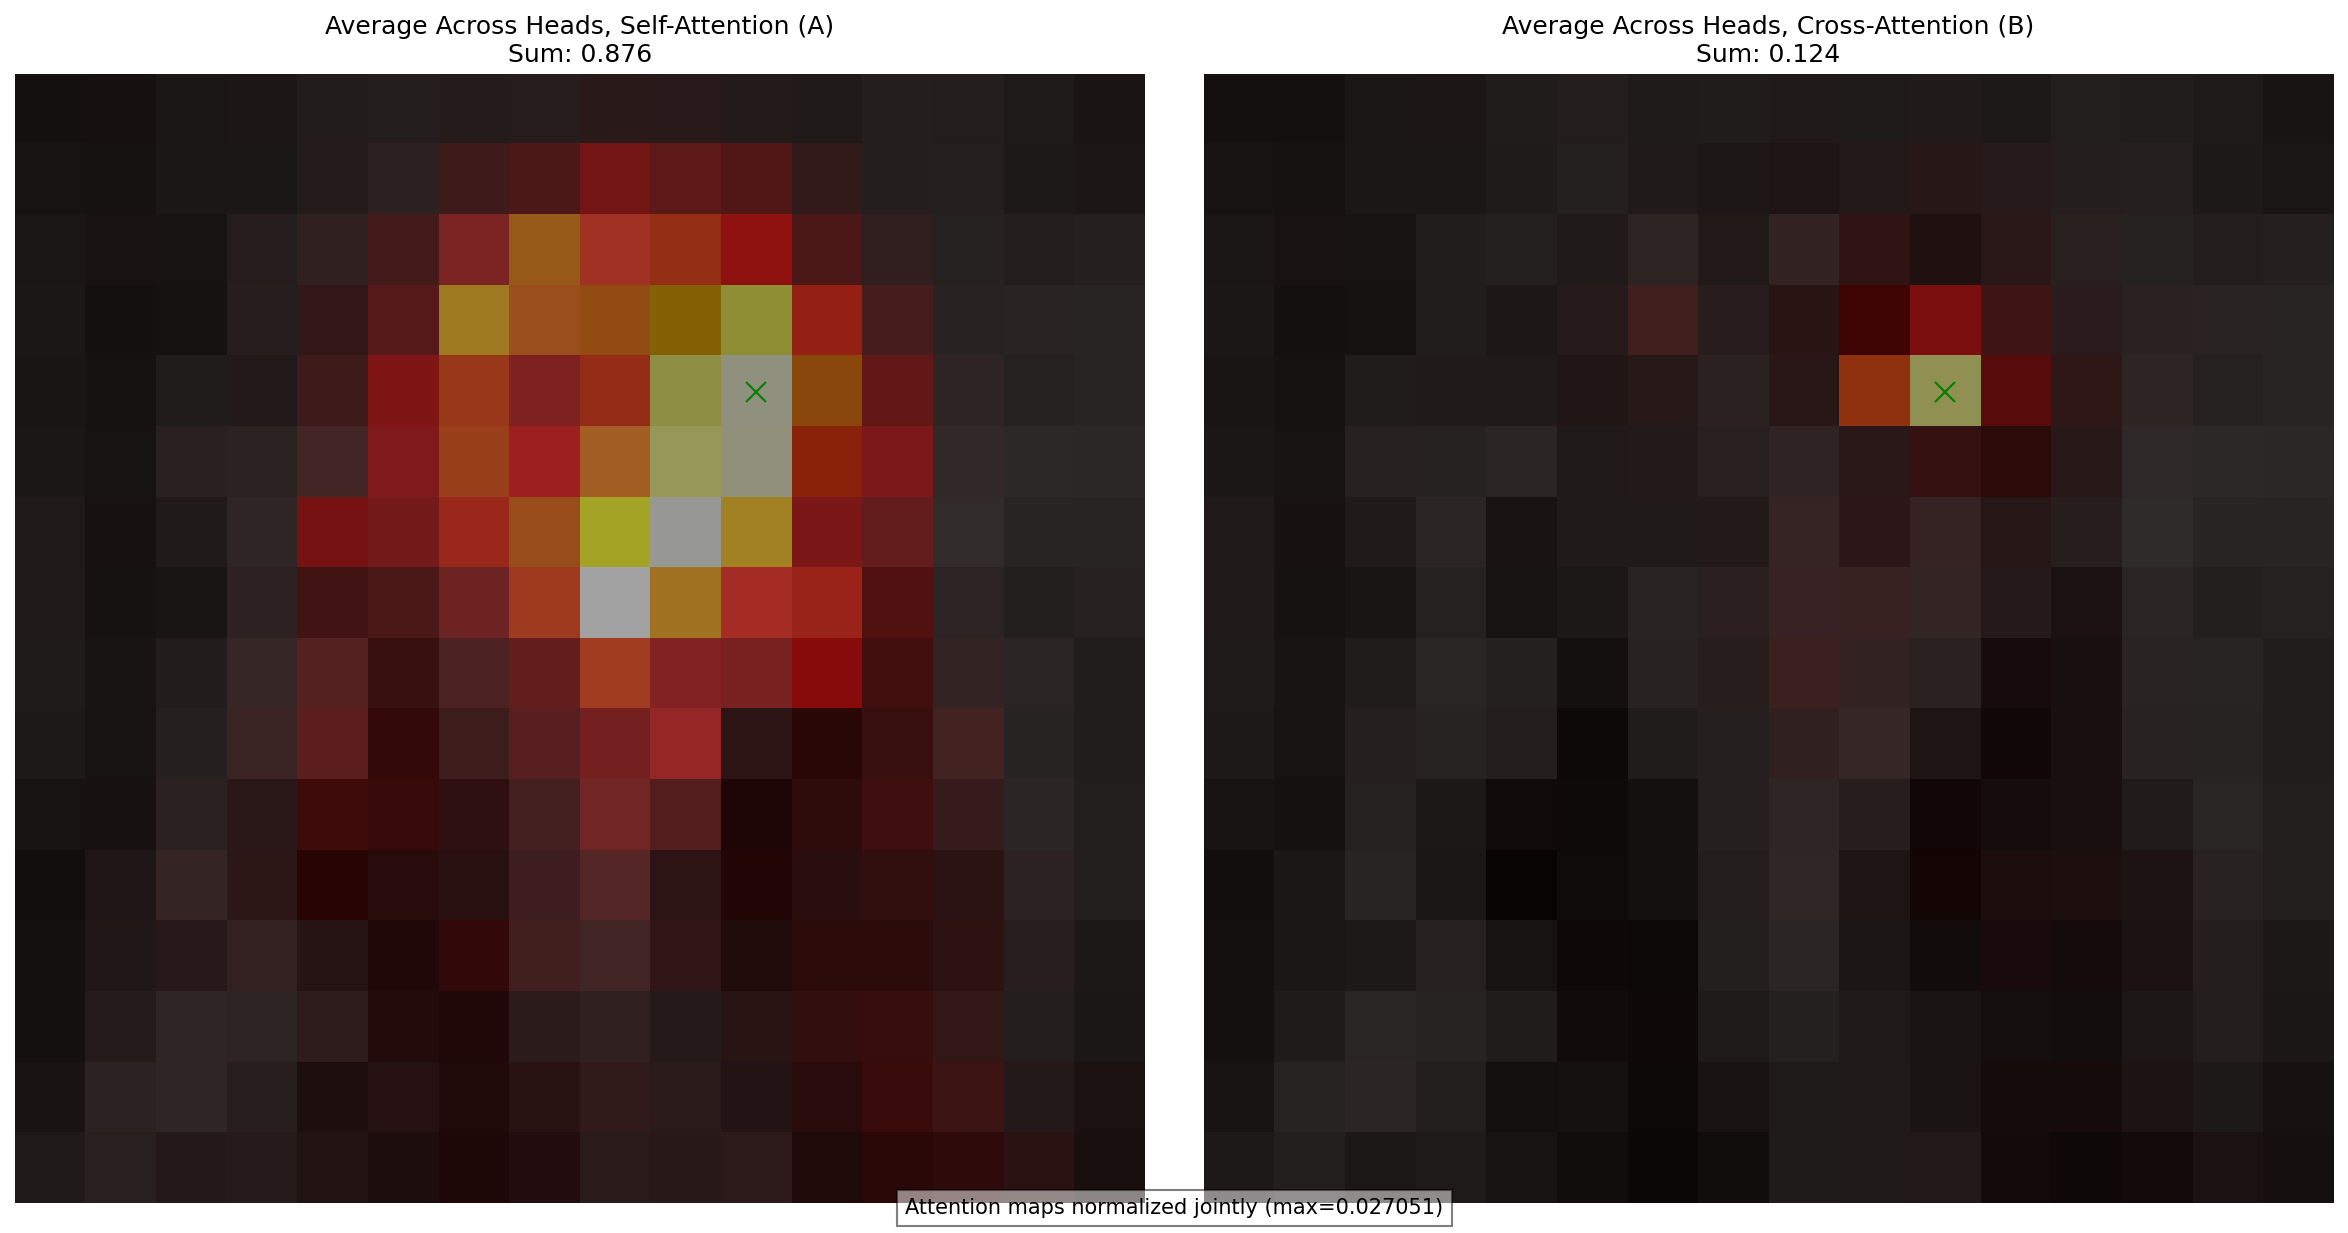 Average Across Heads, Self-Attention (A)
Sum: 0.876
Average Across Heads, Cross-Attention (B)
Sum: 0.124
Attention maps normalized jointly (max=0.027051)